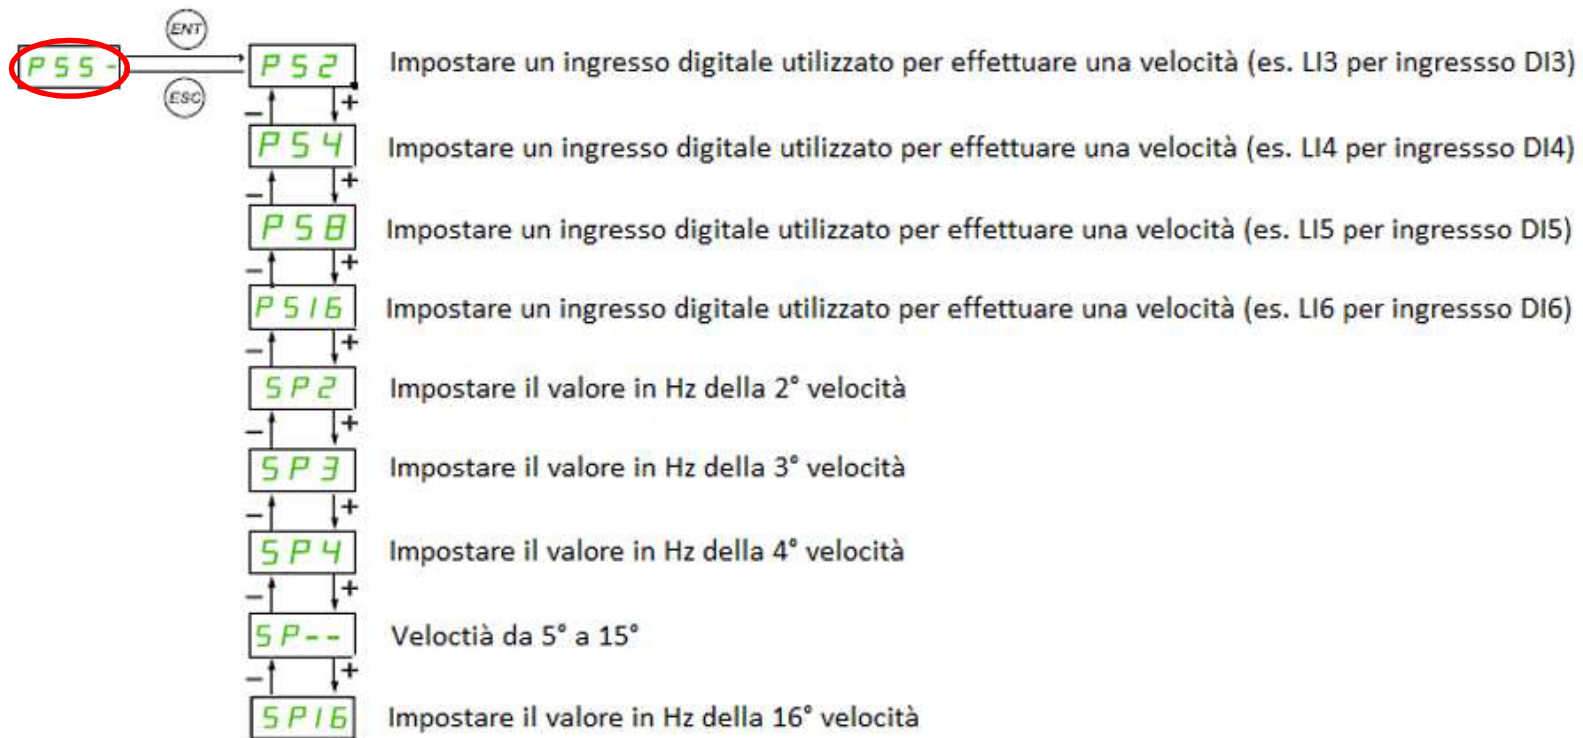 ENT
PSS- PS2 Impostare un ingresso digitale utilizzato per effettuare una velocità (es. LI3 per ingressso DI3)
ESC
- +
PS4 Impostare un ingresso digitale utilizzato per effettuare una velocità (es. LI4 per ingressso DI4)
- +
PS8 Impostare un ingresso digitale utilizzato per effettuare una velocità (es. LI5 per ingressso DI5)
- +
PS16 Impostare un ingresso digitale utilizzato per effettuare una velocità (es. LI6 per ingressso DI6)
- +
SP2 Impostare il valore in Hz della 2° velocità
- +
SP3 Impostare il valore in Hz della 3° velocità
- +
SP4 Impostare il valore in Hz della 4° velocità
- +
SP-- Veloctià da 5° a 15°
- +
SP16 Impostare il valore in Hz della 16° velocità